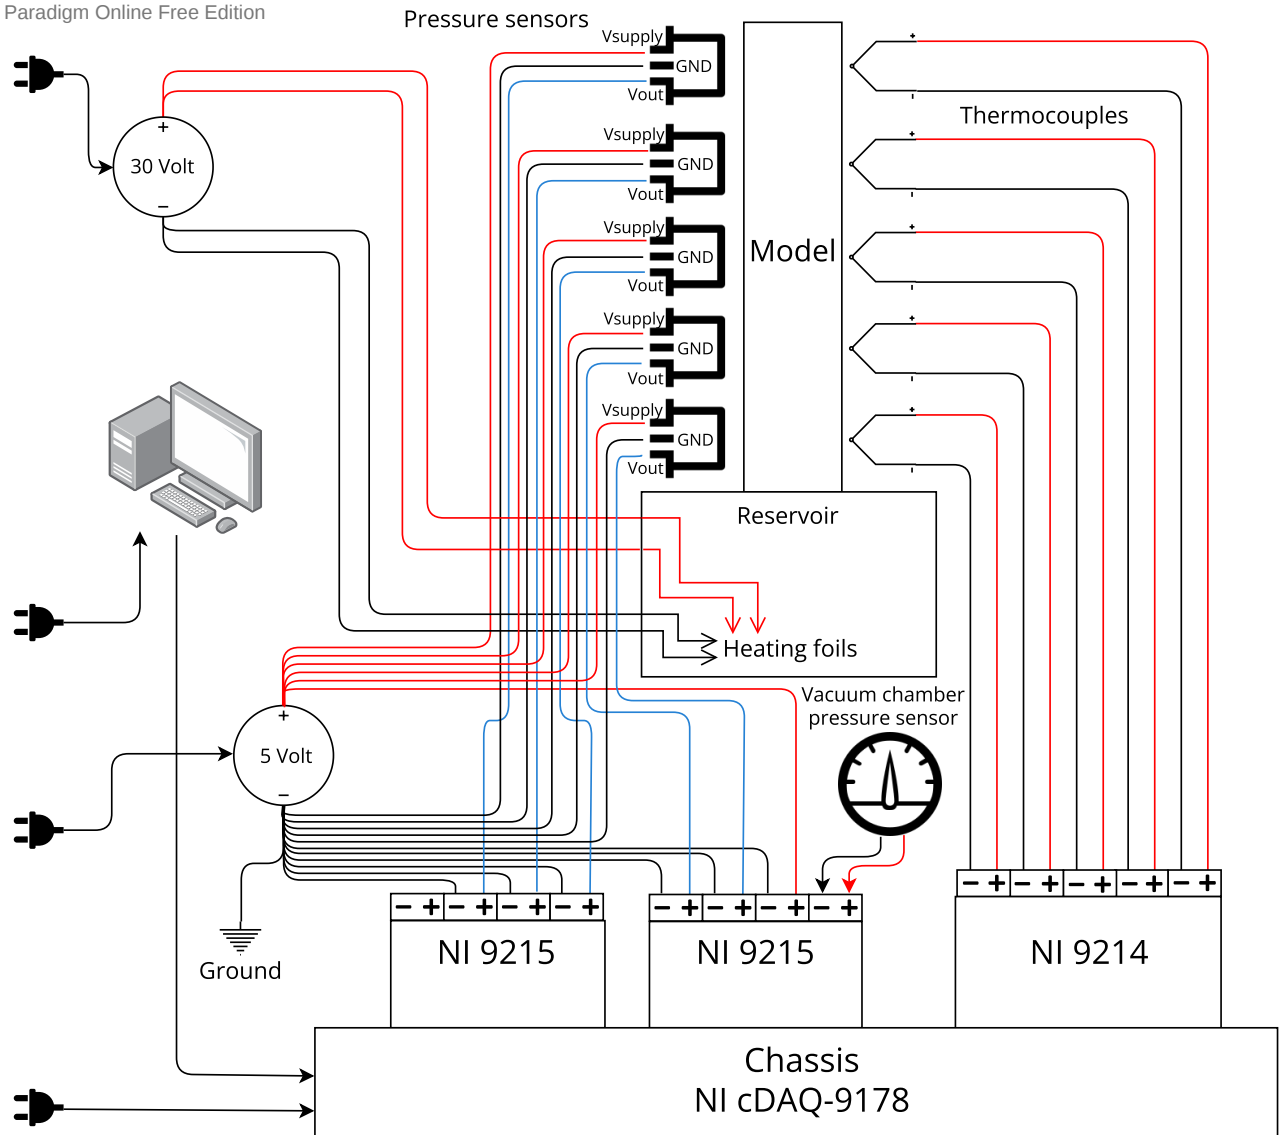 Paradigm Online Free Edition
Pressure sensors
Vsupply
GND
Vout
Vsupply
GND
Vout
Vsupply
GND
Vout
Vsupply
GND
Vout
Vsupply
GND
Vout
Model
Thermocouples
+
-
+
-
+
-
+
-
+
-
+
30 Volt
−
Reservoir
Heating foils
Vacuum chamber
pressure sensor
+
5 Volt
−
Ground
− + − + − + − +
NI 9215
− + − + − + − +
NI 9215
− + − + − + − + − +
NI 9214
Chassis
NI cDAQ-9178